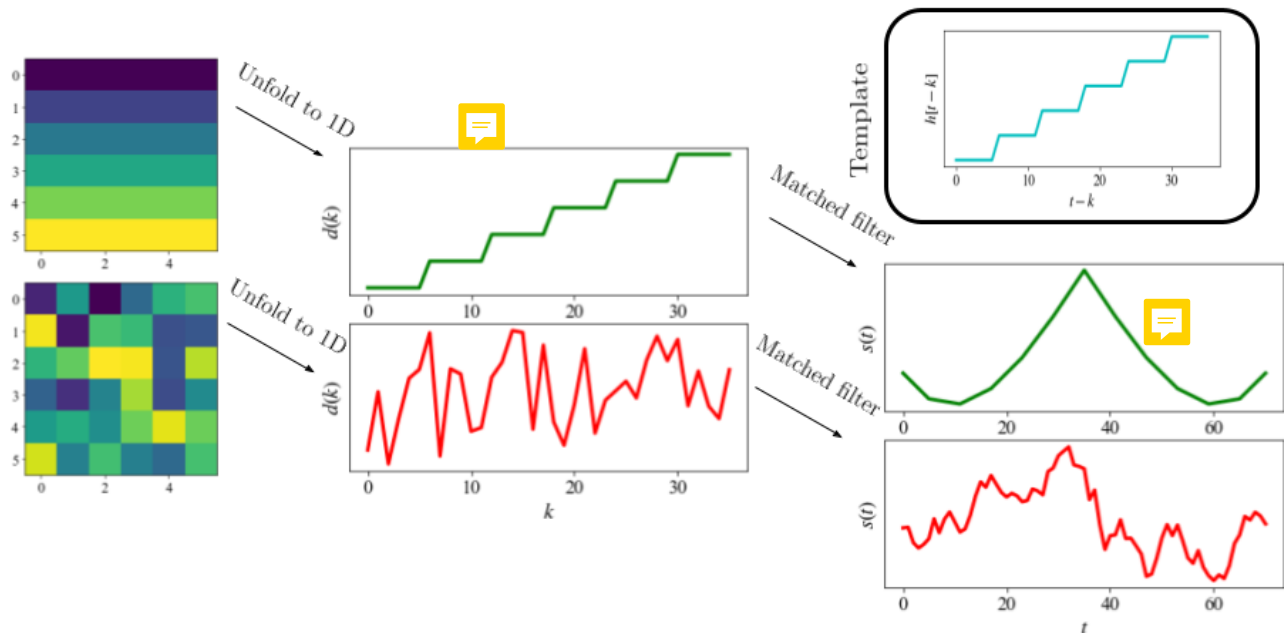 0
1
2
3
4
5
0 2 4
Unfold to 1D
d(k)
0 10 20 30
Matched filter
Template
h[t − k]
0 10 20 30
t − k
s(t)
0 20 40 60
0
1
2
3
4
5
0 2 4
Unfold to 1D
d(k)
0 10 20 30
k
Matched filter
s(t)
0 20 40 60
t